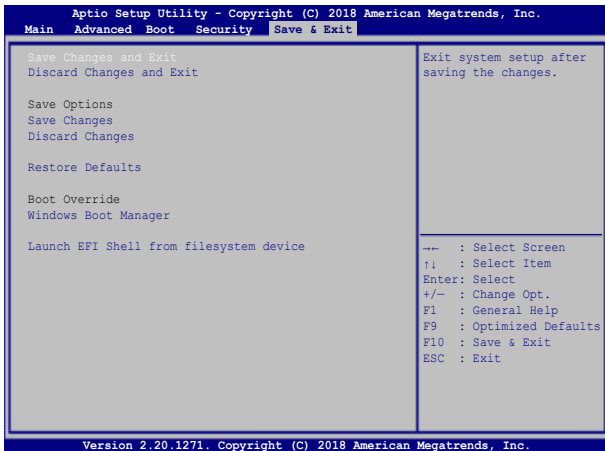 Aptio Setup Utility - Copyright (C) 2018 American Megatrends, Inc.
Main Advanced Boot Security Save & Exit
Save Changes and Exit
Discard Changes and Exit
Save Options
Save Changes
Discard Changes
Restore Defaults
Boot Override
Windows Boot Manager
Launch EFI Shell from filesystem device
Exit system setup after
saving the changes.
→← : Select Screen
↑↓ : Select Item
Enter: Select
+/— : Change Opt.
F1 : General Help
F9 : Optimized Defaults
F10 : Save & Exit
ESC : Exit
Version 2.20.1271. Copyright (C) 2018 American Megatrends, Inc.